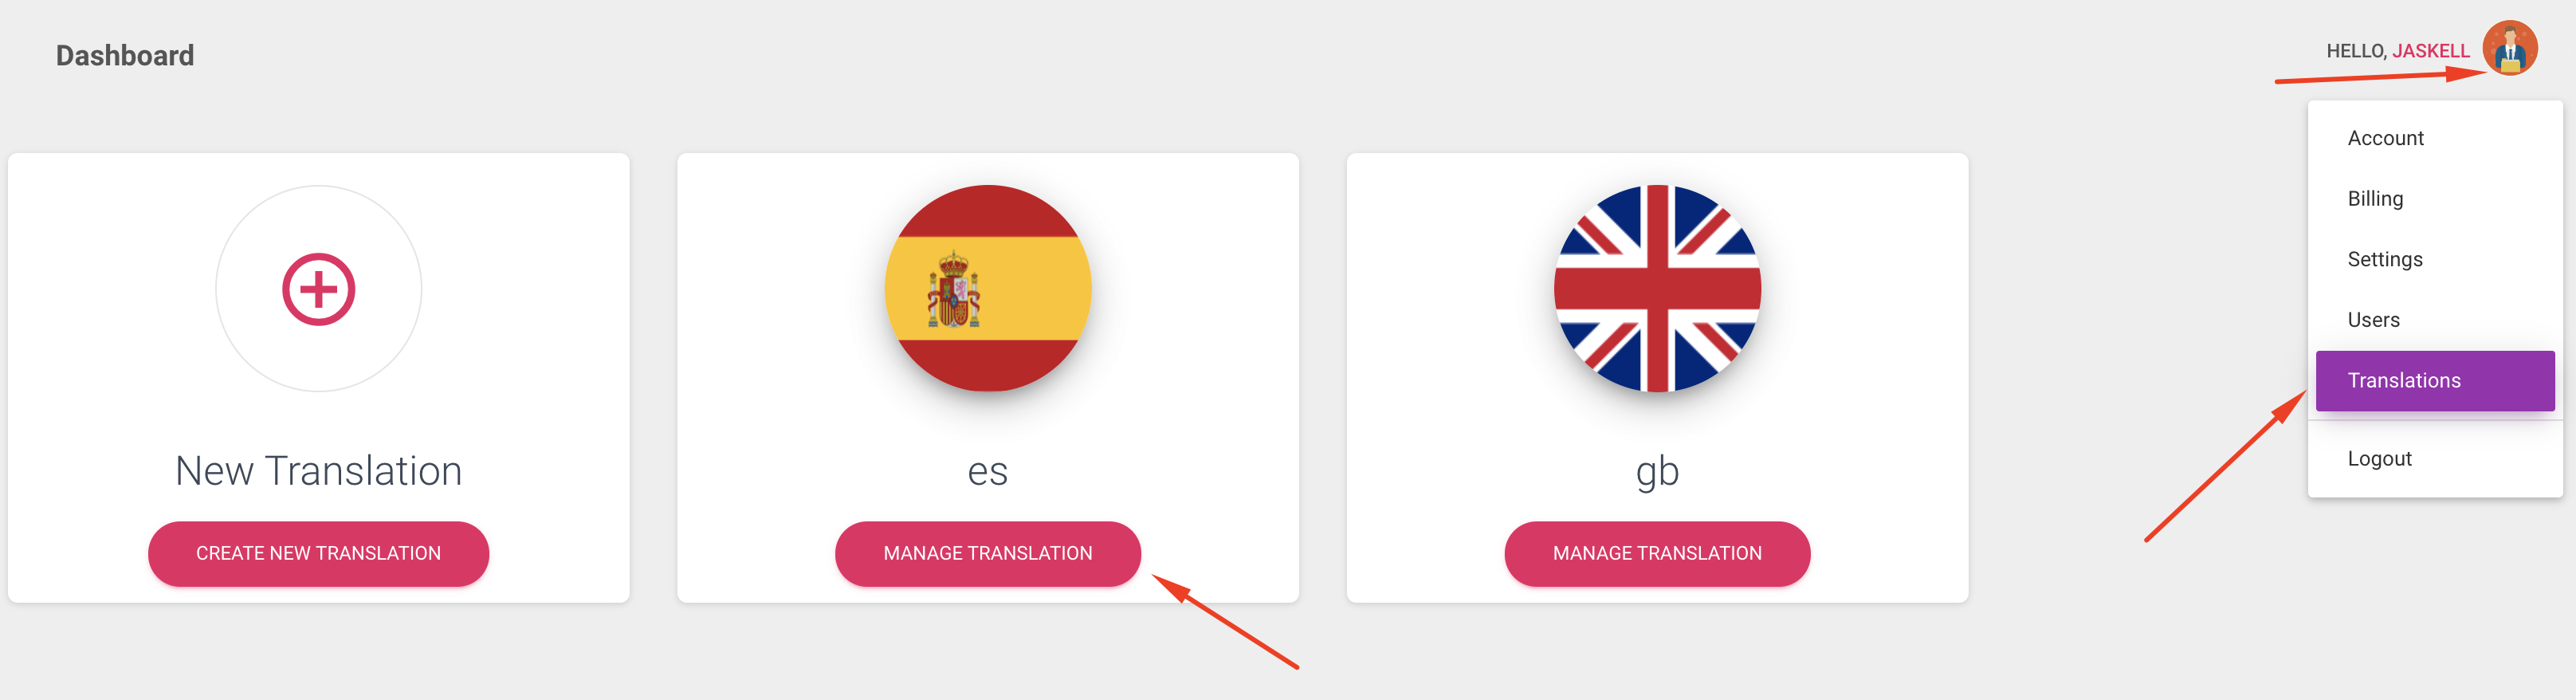 Dashboard
HELLO, JASKELL
Account
Billing
Settings
Users
Translations
Logout
New Translation
CREATE NEW TRANSLATION
es
MANAGE TRANSLATION
gb
MANAGE TRANSLATION